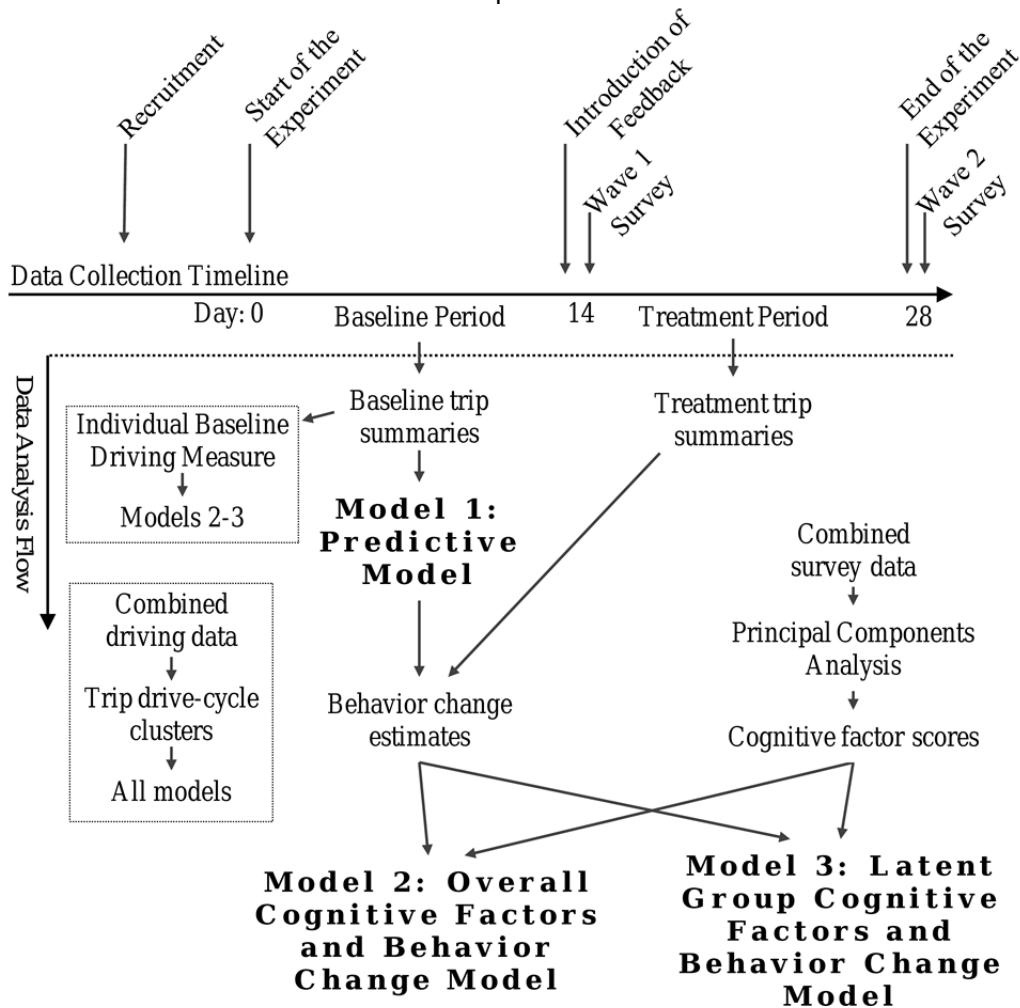 Recruitment
Start of the
Experiment
Introduction of
Feedback
Wave 1
Survey
End of the
Experiment
Wave 2
Survey
Data Collection Timeline
Day: 0
Baseline Period
14
Treatment Period
28
Data Analysis Flow
Baseline trip
summaries
Treatment trip
summaries
Individual Baseline
Driving Measure
Models 2-3
Model 1:
Predictive
Model
Combined
survey data
Principal Components
Analysis
Cognitive factor scores
Combined
driving data
Trip drive-cycle
clusters
All models
Behavior change
estimates
Model 2: Overall
Cognitive Factors
and Behavior
Change Model
Model 3: Latent
Group Cognitive
Factors and
Behavior Change
Model